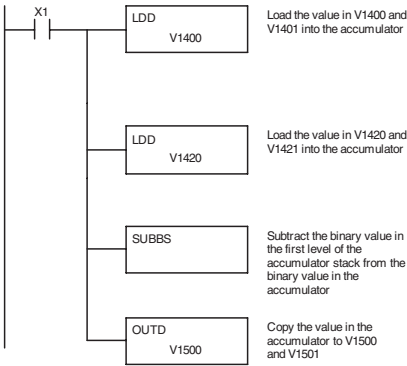 X1
LDD
V1400
Load the value in V1400 and
V1401 into the accumulator
LDD
V1420
Load the value in V1420 and
V1421 into the accumulator
SUBBS
Subtract the binary value in
the first level of the
accumulator stack from the
binary value in the
accumulator
OUTD
V1500
Copy the value in the
accumulator to V1500
and V1501